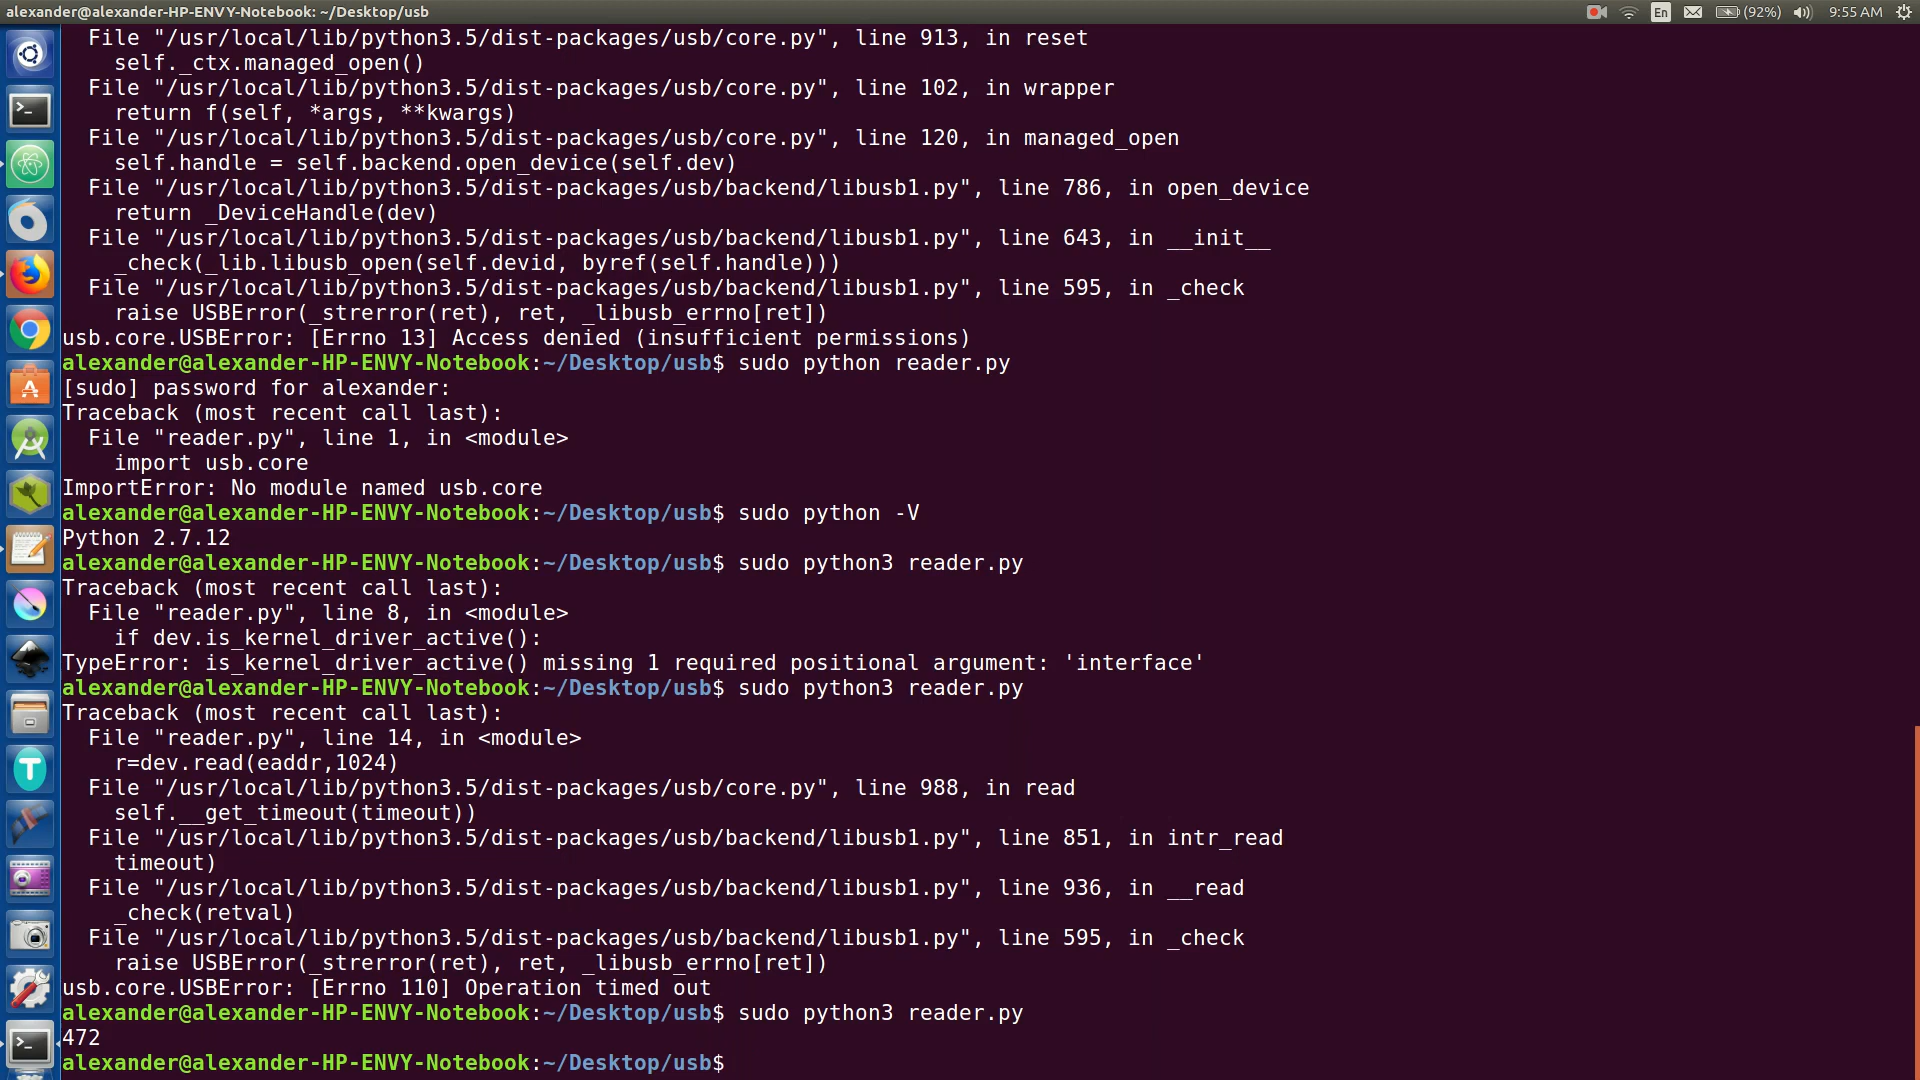 alexander@alexander-HP-ENVY-Notebook: ~/Desktop/usb
En
(92%)
9:55 AM
File "/usr/local/lib/python3.5/dist-packages/usb/core.py", line 913, in reset
self._ctx.managed_open()
File "/usr/local/lib/python3.5/dist-packages/usb/core.py", line 102, in wrapper
return f(self, *args, **kwargs)
File "/usr/local/lib/python3.5/dist-packages/usb/core.py", line 120, in managed_open
self.handle = self.backend.open_device(self.dev)
File "/usr/local/lib/python3.5/dist-packages/usb/backend/libusb1.py", line 786, in open_device
return _DeviceHandle(dev)
File "/usr/local/lib/python3.5/dist-packages/usb/backend/libusb1.py", line 643, in __init__
_check(_lib.libusb_open(self.devid, byref(self.handle)))
File "/usr/local/lib/python3.5/dist-packages/usb/backend/libusb1.py", line 595, in _check
raise USBError(_strerror(ret), ret, _libusb_errno[ret])
usb.core.USBError: [Errno 13] Access denied (insufficient permissions)
alexander@alexander-HP-ENVY-Notebook:~/Desktop/usb$ sudo python reader.py
[sudo] password for alexander:
Traceback (most recent call last):
File "reader.py", line 1, in <module>
import usb.core
ImportError: No module named usb.core
alexander@alexander-HP-ENVY-Notebook:~/Desktop/usb$ sudo python -V
Python 2.7.12
alexander@alexander-HP-ENVY-Notebook:~/Desktop/usb$ sudo python3 reader.py
Traceback (most recent call last):
File "reader.py", line 8, in <module>
if dev.is_kernel_driver_active():
TypeError: is_kernel_driver_active() missing 1 required positional argument: 'interface'
alexander@alexander-HP-ENVY-Notebook:~/Desktop/usb$ sudo python3 reader.py
Traceback (most recent call last):
File "reader.py", line 14, in <module>
r=dev.read(eaddr,1024)
File "/usr/local/lib/python3.5/dist-packages/usb/core.py", line 988, in read
self.__get_timeout(timeout))
File "/usr/local/lib/python3.5/dist-packages/usb/backend/libusb1.py", line 851, in intr_read
timeout)
File "/usr/local/lib/python3.5/dist-packages/usb/backend/libusb1.py", line 936, in __read
_check(retval)
File "/usr/local/lib/python3.5/dist-packages/usb/backend/libusb1.py", line 595, in _check
raise USBError(_strerror(ret), ret, _libusb_errno[ret])
usb.core.USBError: [Errno 110] Operation timed out
alexander@alexander-HP-ENVY-Notebook:~/Desktop/usb$ sudo python3 reader.py
472
alexander@alexander-HP-ENVY-Notebook:~/Desktop/usb$